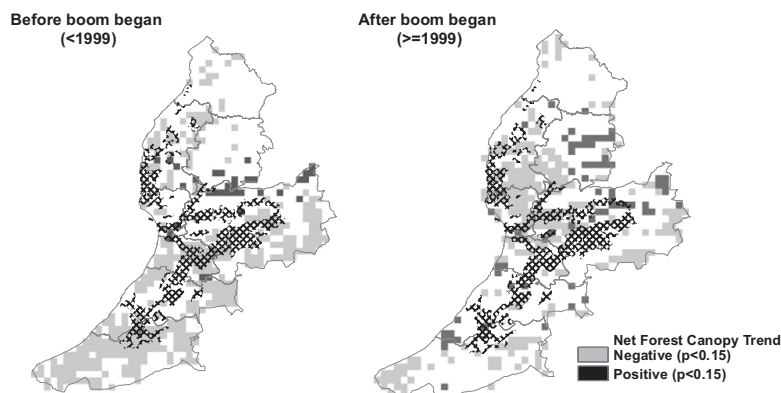 Before boom began
(<1999)
After boom began
(>=1999)
Net Forest Canopy Trend
Negative (p<0.15)
Positive (p<0.15)